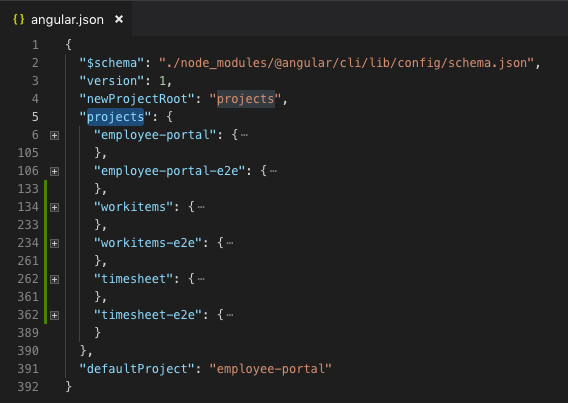 {} angular.json ×
1 {
2 "$schema": "./node_modules/@angular/cli/lib/config/schema.json",
3 "version": 1,
4 "newProjectRoot": "projects",
5 "projects": {
6 "employee-portal": {…
105 },
106 "employee-portal-e2e": {…
133 },
134 "workitems": {…
233 },
234 "workitems-e2e": {…
261 },
262 "timesheet": {…
361 },
362 "timesheet-e2e": {…
389 }
390 },
391 "defaultProject": "employee-portal"
392 }